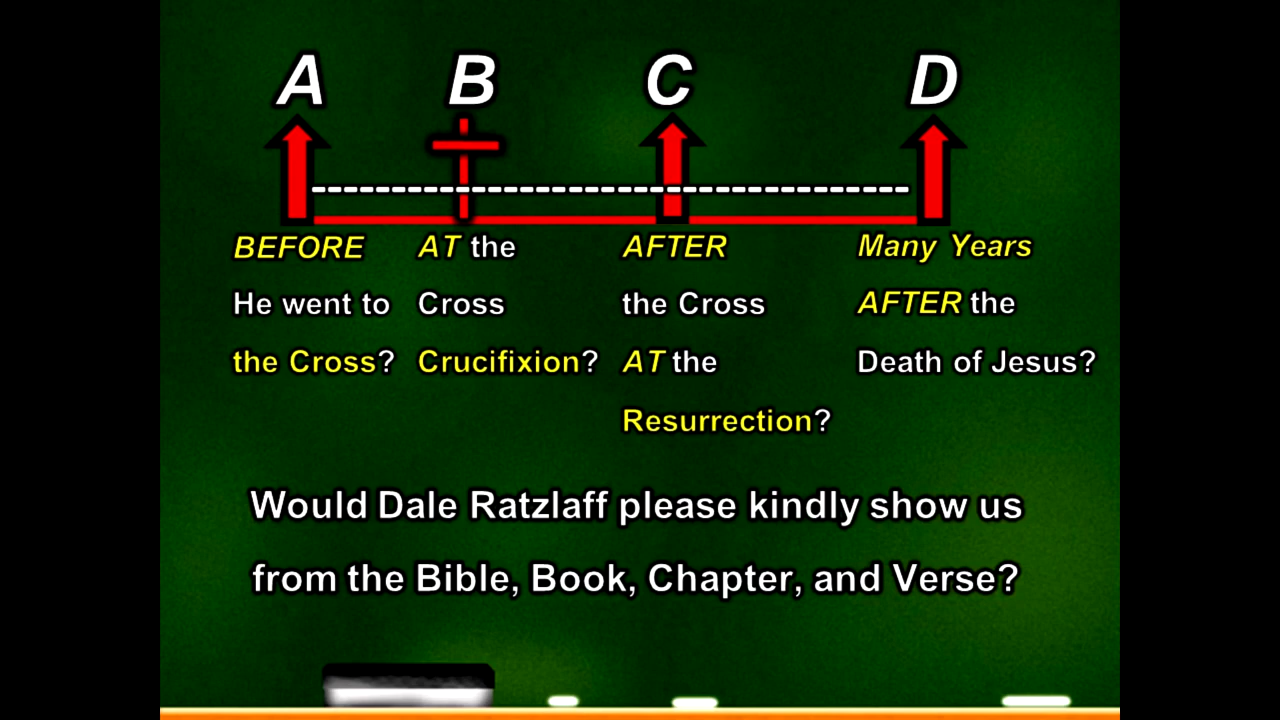 A B C D
BEFORE
He went to
the Cross?
AT the
Cross
Crucifixion?
AFTER
the Cross
AT the
Resurrection?
Many Years
AFTER the
Death of Jesus?
Would Dale Ratzlaff please kindly show us
from the Bible, Book, Chapter, and Verse?